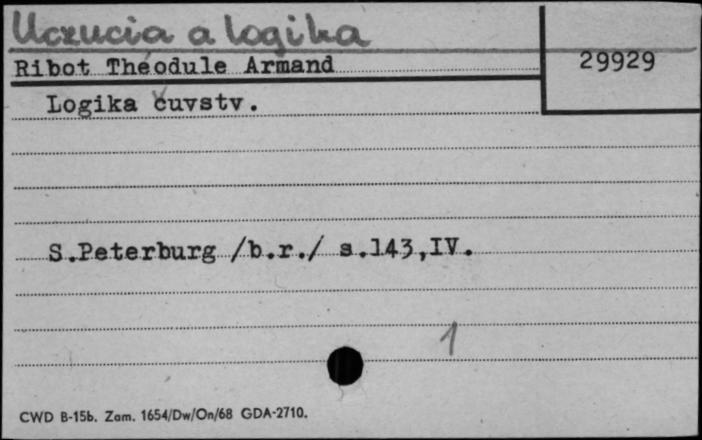 Uczucia a logika
Ribot Théodule Armand
29929
Logika čuvstv.
S.Peterburg /b.r./ s.143,IV.
1
CWD B-15b. Zam. 1654/Dw/On/68 GDA-2710.